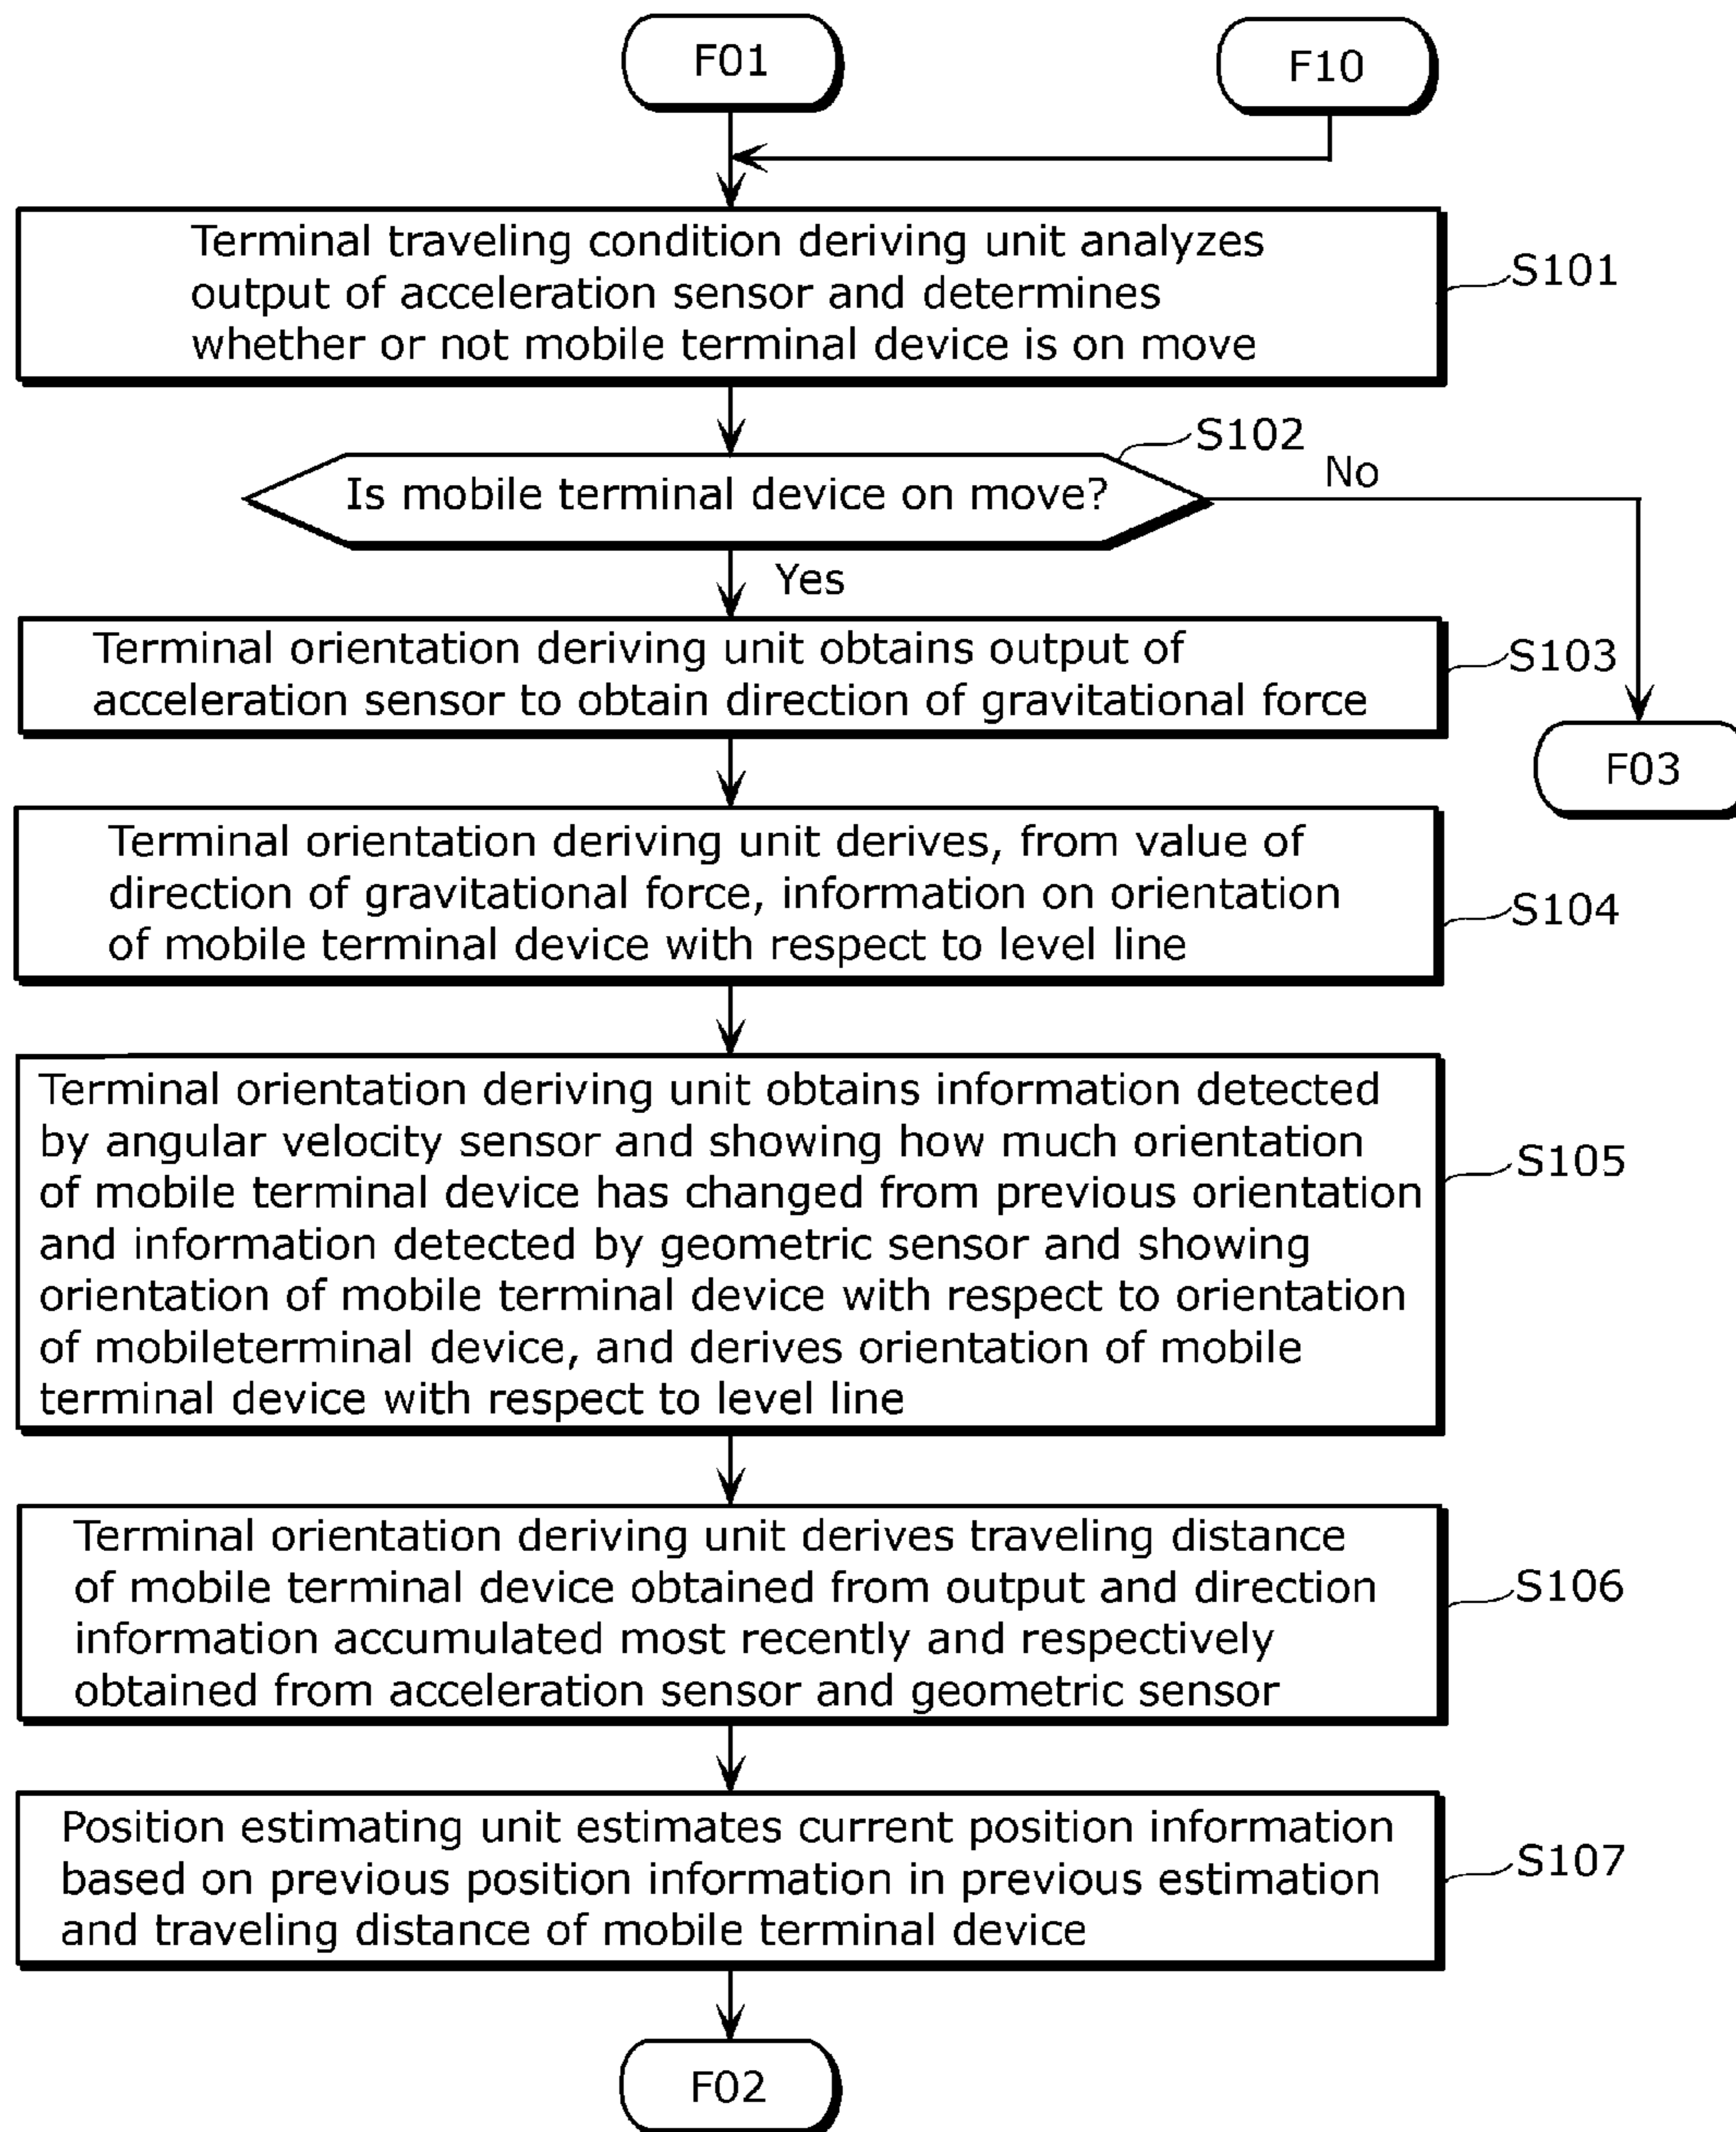 F01
F10
Terminal traveling condition deriving unit analyzes
output of acceleration sensor and determines
whether or not mobile terminal device is on move
S101
S102
Is mobile terminal device on move?
No
Yes
Terminal orientation deriving unit obtains output of
acceleration sensor to obtain direction of gravitational force
S103
F03
Terminal orientation deriving unit derives, from value of
direction of gravitational force, information on orientation
of mobile terminal device with respect to level line
S104
Terminal orientation deriving unit obtains information detected
by angular velocity sensor and showing how much orientation
of mobile terminal device has changed from previous orientation
and information detected by geometric sensor and showing
orientation of mobile terminal device with respect to orientation
of mobileterminal device, and derives orientation of mobile
terminal device with respect to level line
S105
Terminal orientation deriving unit derives traveling distance
of mobile terminal device obtained from output and direction
information accumulated most recently and respectively
obtained from acceleration sensor and geometric sensor
S106
Position estimating unit estimates current position information
based on previous position information in previous estimation
and traveling distance of mobile terminal device
S107
F02